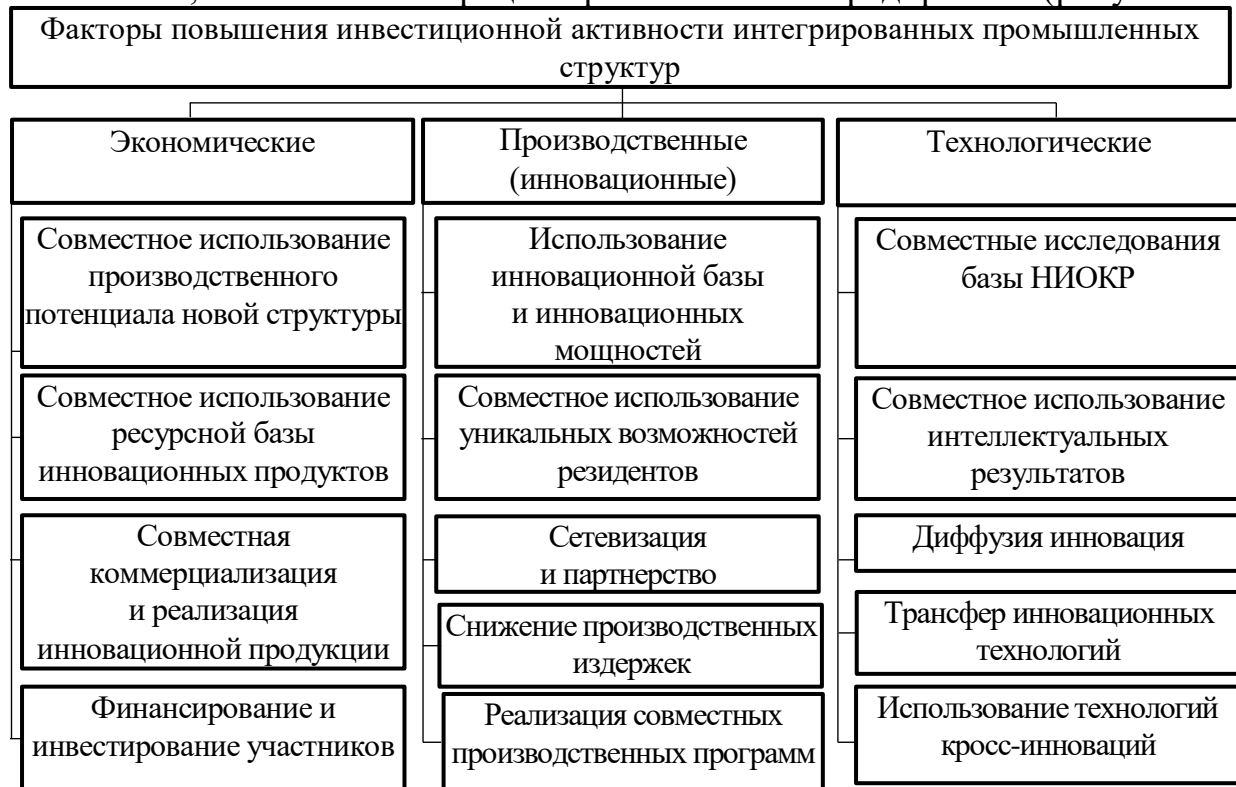 Факторы повышения инвестиционной активности интегрированных промышленных
структур
Экономические
Производственные
(инновационные)
Технологические
Совместное использование
производственного
потенциала новой структуры
Использование
инновационной базы
и инновационных
мощностей
Совместные исследования
базы НИОКР
Совместное использование
ресурсной базы
инновационных продуктов
Совместное использование
уникальных возможностей
резидентов
Совместное использование
интеллектуальных
результатов
Совместная
коммерциализация
и реализация
инновационной продукции
Сетевизация
и партнерство
Диффузия инновация
Снижение производственных
издержек
Трансфер инновационных
технологий
Финансирование и
инвестирование участников
Реализация совместных
производственных программ
Использование технологий
кросс-инноваций